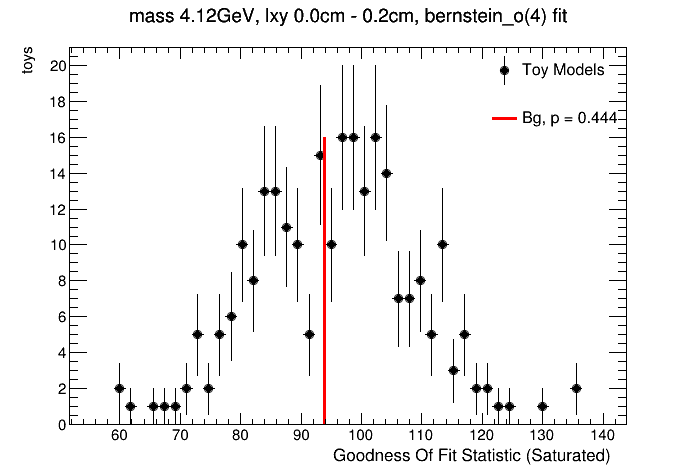 mass 4.12GeV, lxy 0.0cm - 0.2cm, bernstein_o(4) fit
toys
Toy Models
Bg, p = 0.444
20
18
16
14
12
10
8
6
4
2
0
60 70 80 90 100 110 120 130 140
Goodness Of Fit Statistic (Saturated)